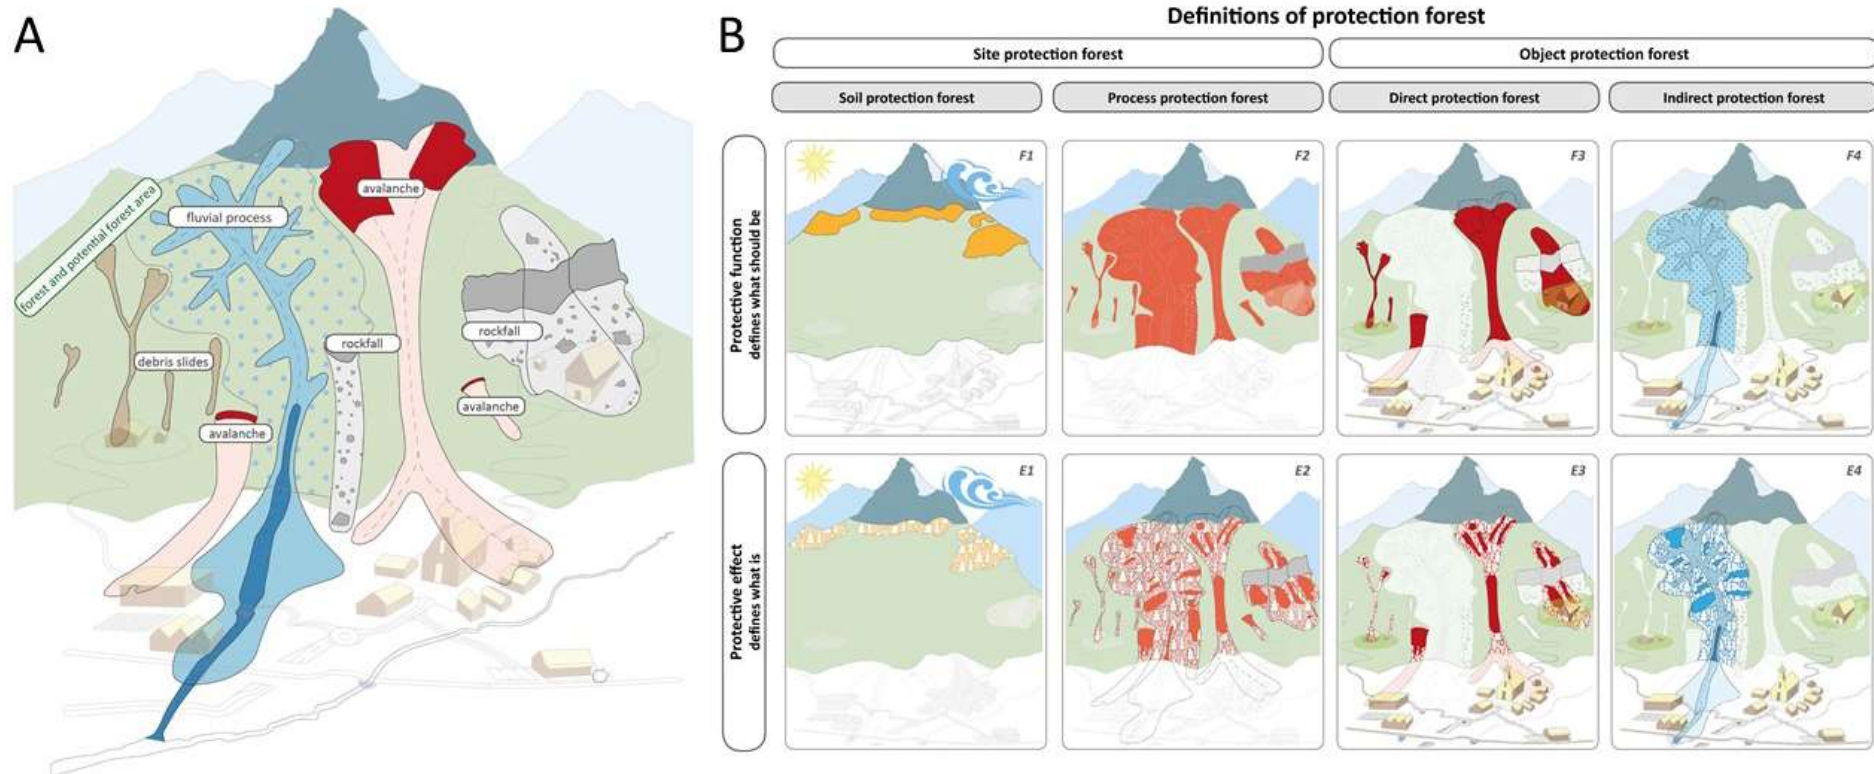 A
forest and potential forest area
fluvial process
avalanche
rockfall
rockfall
debris slides
avalanche
avalanche
B
Definitions of protection forest
Site protection forest
Object protection forest
Soil protection forest
Process protection forest
Direct protection forest
Indirect protection forest
Protective function
defines what should be
F1
F2
F3
F4
Protective effect
defines what is
E1
E2
E3
E4